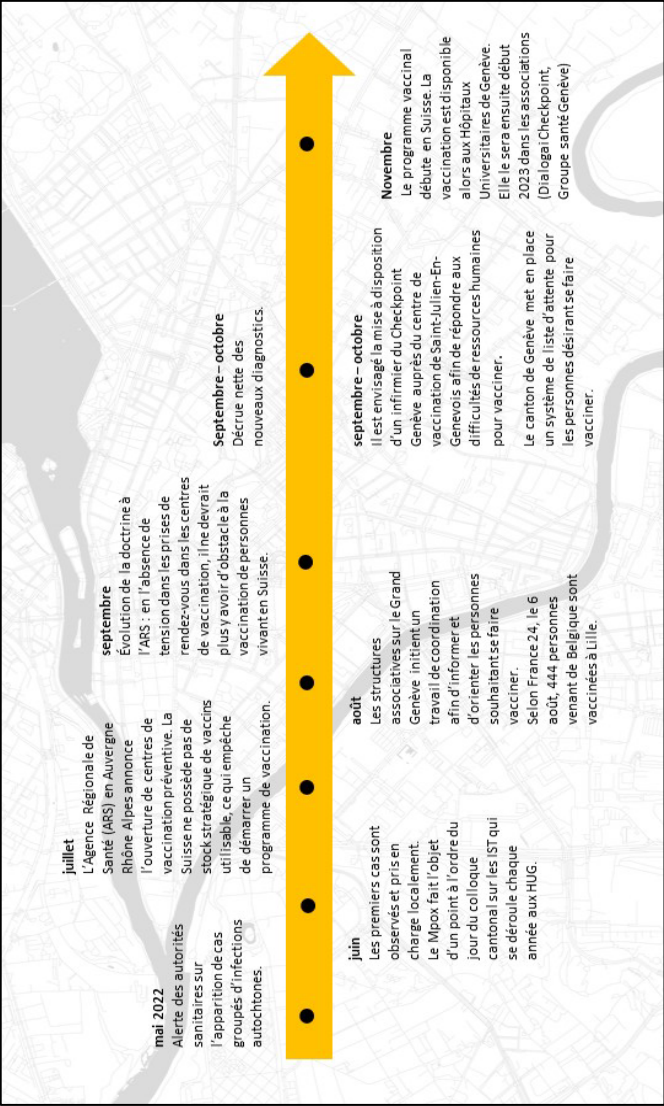 mai 2022
Alerte des autorités
sanitaires sur
l'apparition de cas
groupés d'infections
autochtones.
juin
Les premiers cas sont
observés et pris en
charge localement.
Le Mpox fait l'objet
d'un point à l'ordre du
jour du colloque
cantonal sur les IST qui
se déroule chaque
année aux HUG.
juillet
L'Agence Régionale de
Santé (ARS) en Auvergne
Rhône Alpes annonce
l'ouverture de centres de
vaccination préventive. La
Suisse ne possède pas de
stock stratégique de vaccins
utilisable, ce qui empêche
de démarrer un
programme de vaccination.
août
Les structures
associatives sur le Grand
Genève initient un
travail de coordination
afin d'informer et
d'orienter les personnes
souhaitant se faire
vacciner.
Selon France 24, le 6
août, 444 personnes
venant de Belgique sont
vaccinées à Lille.
septembre
Évolution de la doctrine à
l'ARS : en l'absence de
tension dans les prises de
rendez-vous dans les centres
de vaccination, il ne devrait
plus y avoir d'obstacle à la
vaccination de personnes
vivant en Suisse.
septembre – octobre
Il est envisagé la mise à disposition
d'un infirmier du Checkpoint
Genève auprès du centre de
vaccination de Saint-Julien-En-
Genevois afin de répondre aux
difficultés de ressources humaines
pour vacciner.
Le canton de Genève met en place
un système de liste d'attente pour
les personnes désirant se faire
vacciner.
Septembre – octobre
Décrue nette des
nouveaux diagnostics.
Novembre
Le programme vaccinal
débute en Suisse. La
vaccination est disponible
alors aux Hôpitaux
Universitaires de Genève.
Elle le sera ensuite début
2023 dans les associations
(Dialogai Checkpoint,
Groupe santé Genève)